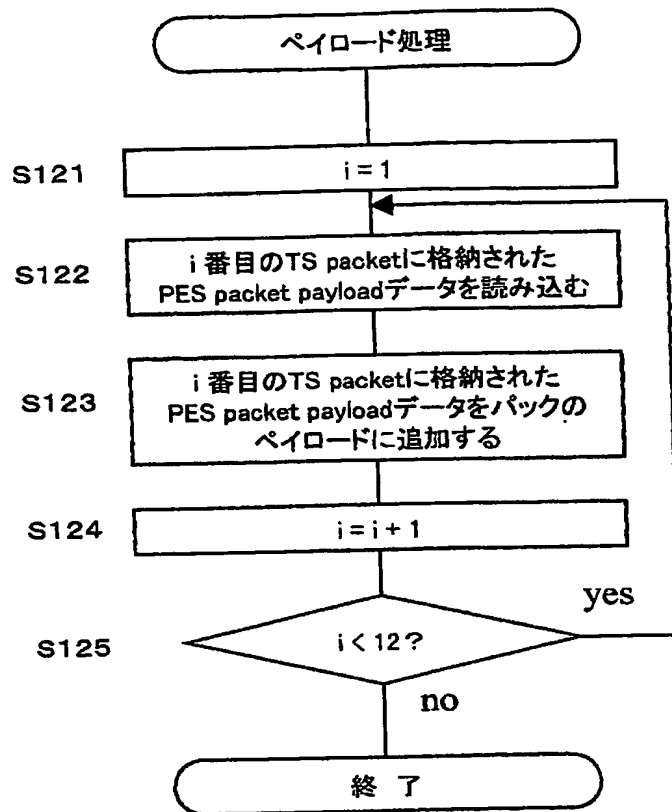 ペイロード処理
S121
i = 1
S122
i 番目のTS packetに格納された
PES packet payloadデータを読み込む
S123
i 番目のTS packetに格納された
PES packet payloadデータをパックの
ペイロードに追加する
S124
i = i + 1
S125
i < 12?
yes
no
終 了